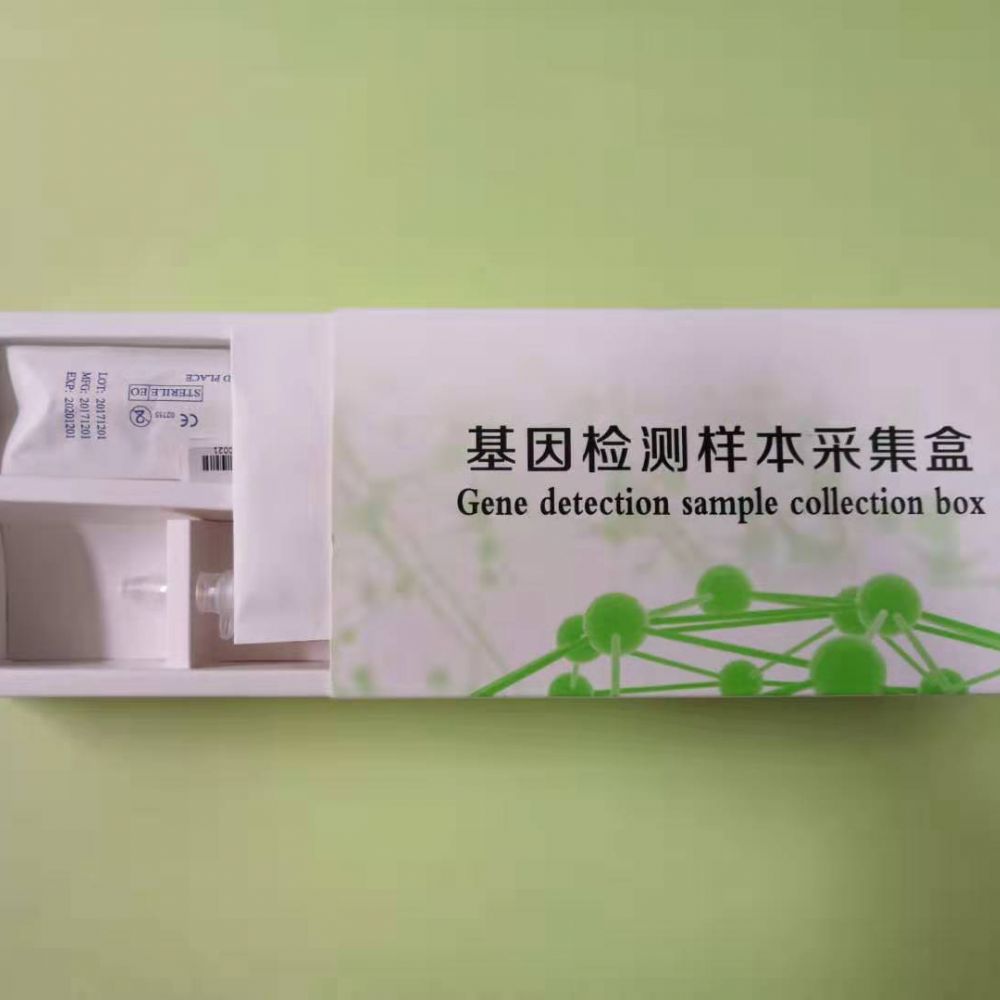 基因检测样本采集盒
Gene detection sample collection box
D PLACE
STERILE EO
LOT: 20171201
MFG: 20171201
EXP: 20201201